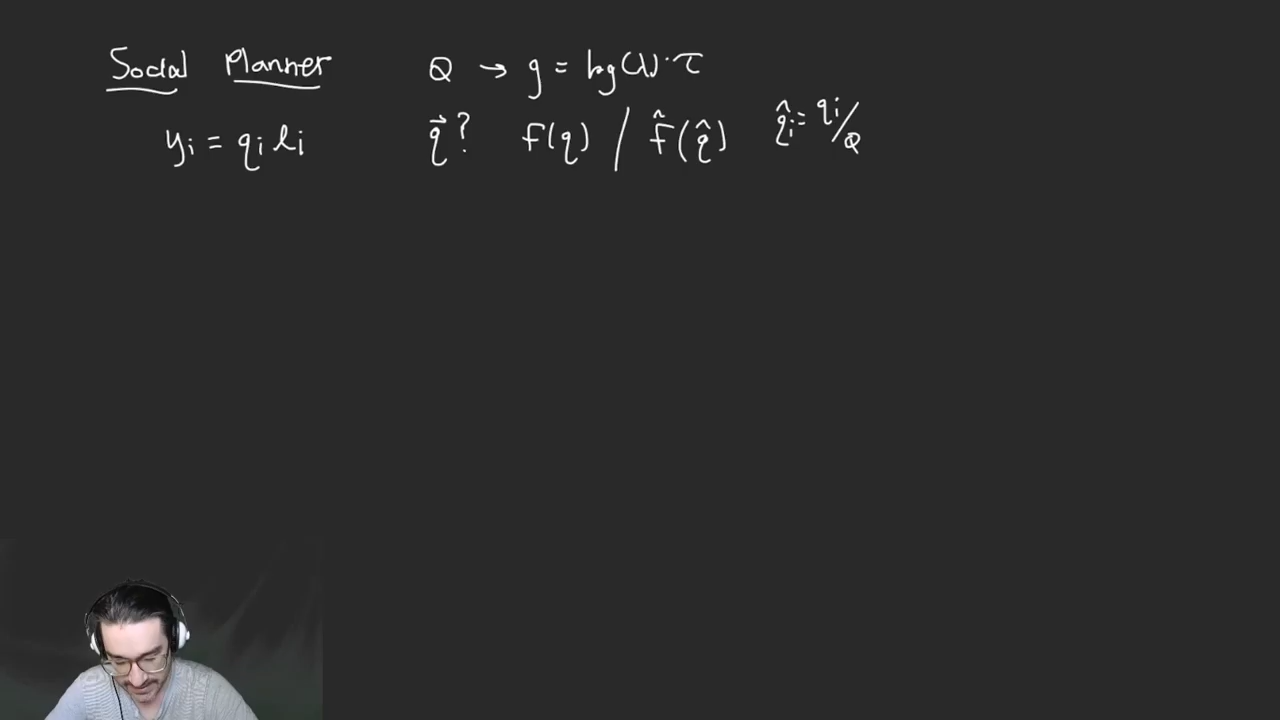 Social Planner Q → g = log(λ)·τ
y_i = q_i l_i q⃗? F(q) / F̂(q̂) q̂_i = q_i/Q